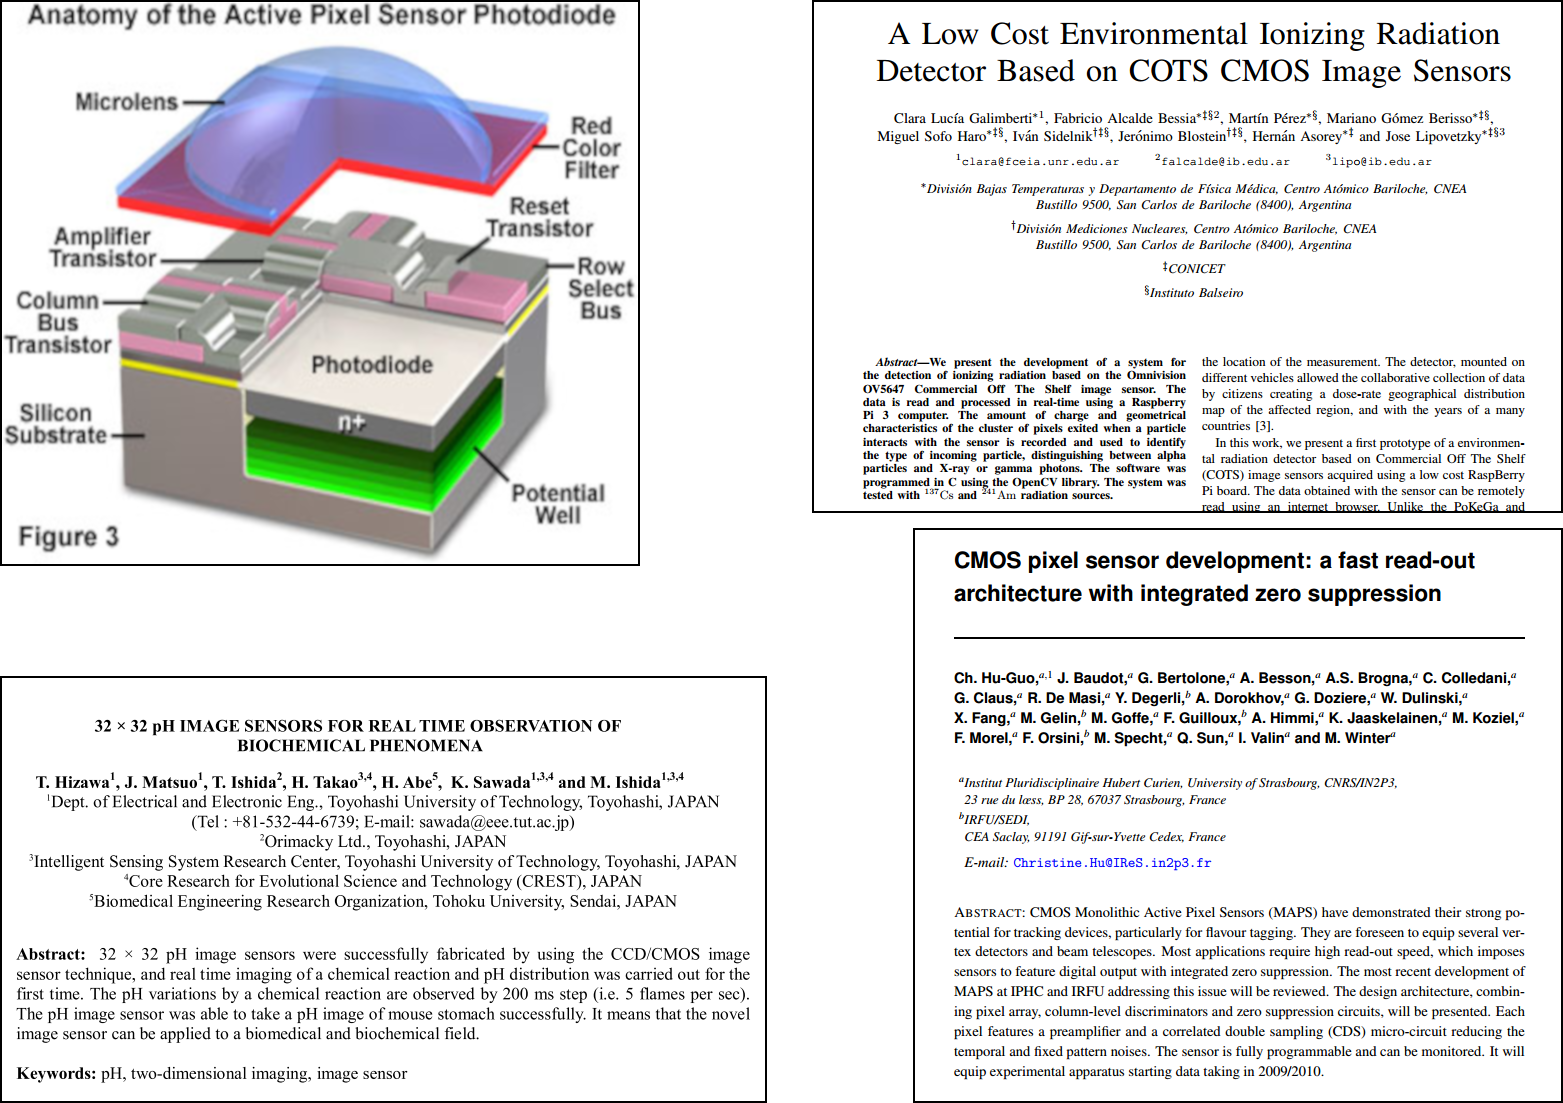 Anatomy of the Active Pixel Sensor Photodiode
Microlens
Red
Color
Filter
Reset
Transistor
Amplifier
Transistor
Row
Select
Bus
Column
Bus
Transistor
Photodiode
n+
Silicon
Substrate
Potential
Well
Figure 3
A Low Cost Environmental Ionizing Radiation
Detector Based on COTS CMOS Image Sensors
Clara Lucía Galimberti*1, Fabricio Alcalde Bessia*‡§2, Martín Pérez*§, Mariano Gómez Berisso*‡§,
Miguel Sofo Haro*‡§, Iván Sidelnik†‡§, Jerónimo Blostein†‡§, Hernán Asorey*‡ and Jose Lipovetzky*‡§3
1clara@fceia.unr.edu.ar 2falcalde@ib.edu.ar 3lipo@ib.edu.ar
*División Bajas Temperaturas y Departamento de Física Médica, Centro Atómico Bariloche, CNEA
Bustillo 9500, San Carlos de Bariloche (8400), Argentina
†División Mediciones Nucleares, Centro Atómico Bariloche, CNEA
Bustillo 9500, San Carlos de Bariloche (8400), Argentina
‡CONICET
§Instituto Balseiro
Abstract—We present the development of a system for
the detection of ionizing radiation based on the Omnivision
OV5647 Commercial Off The Shelf image sensor. The
data is read and processed in real-time using a Raspberry
Pi 3 computer. The amount of charge and geometrical
characteristics of the cluster of pixels exited when a particle
interacts with the sensor is recorded and used to identify
the type of incoming particle, distinguishing between alpha
particles and X-ray or gamma photons. The software was
programmed in C using the OpenCV library. The system was
tested with 137Cs and 241Am radiation sources.
the location of the measurement. The detector, mounted on
different vehicles allowed the collaborative collection of data
by citizens creating a dose-rate geographical distribution
map of the affected region, and with the years of a many
countries [3].
In this work, we present a first prototype of a environmen-
tal radiation detector based on Commercial Off The Shelf
(COTS) image sensors acquired using a low cost RaspBerry
Pi board. The data obtained with the sensor can be remotely
read using an internet browser. Unlike the PoKeGa and
32 × 32 pH IMAGE SENSORS FOR REAL TIME OBSERVATION OF
BIOCHEMICAL PHENOMENA
T. Hizawa1, J. Matsuo1, T. Ishida2, H. Takao3,4, H. Abe5, K. Sawada1,3,4 and M. Ishida1,3,4
1Dept. of Electrical and Electronic Eng., Toyohashi University of Technology, Toyohashi, JAPAN
(Tel : +81-532-44-6739; E-mail: sawada@eee.tut.ac.jp)
2Orimacky Ltd., Toyohashi, JAPAN
3Intelligent Sensing System Research Center, Toyohashi University of Technology, Toyohashi, JAPAN
4Core Research for Evolutional Science and Technology (CREST), JAPAN
5Biomedical Engineering Research Organization, Tohoku University, Sendai, JAPAN
Abstract: 32 × 32 pH image sensors were successfully fabricated by using the CCD/CMOS image
sensor technique, and real time imaging of a chemical reaction and pH distribution was carried out for the
first time. The pH variations by a chemical reaction are observed by 200 ms step (i.e. 5 flames per sec).
The pH image sensor was able to take a pH image of mouse stomach successfully. It means that the novel
image sensor can be applied to a biomedical and biochemical field.
Keywords: pH, two-dimensional imaging, image sensor
CMOS pixel sensor development: a fast read-out
architecture with integrated zero suppression
Ch. Hu-Guo,a,1 J. Baudot,a G. Bertolone,a A. Besson,a A.S. Brogna,a C. Colledani,a
G. Claus,a R. De Masi,a Y. Degerli,b A. Dorokhov,a G. Doziere,a W. Dulinski,a
X. Fang,a M. Gelin,b M. Goffe,a F. Guilloux,b A. Himmi,a K. Jaaskelainen,a M. Koziel,a
F. Morel,a F. Orsini,b M. Specht,a Q. Sun,a I. Valina and M. Wintera
aInstitut Pluridisciplinaire Hubert Curien, University of Strasbourg, CNRS/IN2P3,
23 rue du lœss, BP 28, 67037 Strasbourg, France
bIRFU/SEDI,
CEA Saclay, 91191 Gif-sur-Yvette Cedex, France
E-mail: Christine.Hu@IReS.in2p3.fr
ABSTRACT: CMOS Monolithic Active Pixel Sensors (MAPS) have demonstrated their strong po-
tential for tracking devices, particularly for flavour tagging. They are foreseen to equip several ver-
tex detectors and beam telescopes. Most applications require high read-out speed, which imposes
sensors to feature digital output with integrated zero suppression. The most recent development of
MAPS at IPHC and IRFU addressing this issue will be reviewed. The design architecture, combin-
ing pixel array, column-level discriminators and zero suppression circuits, will be presented. Each
pixel features a preamplifier and a correlated double sampling (CDS) micro-circuit reducing the
temporal and fixed pattern noises. The sensor is fully programmable and can be monitored. It will
equip experimental apparatus starting data taking in 2009/2010.